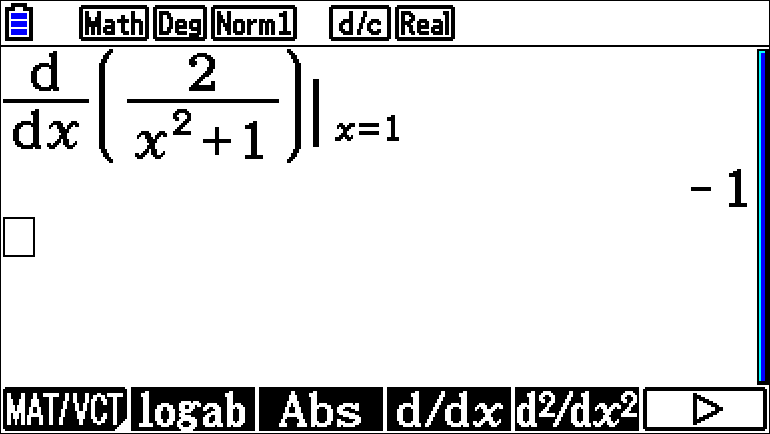 Math Deg Norm1 d/c Real
d/dx(2/(x²+1))|x=1
-1
MAT/VCT logab Abs d/dx d²/dx² ▷